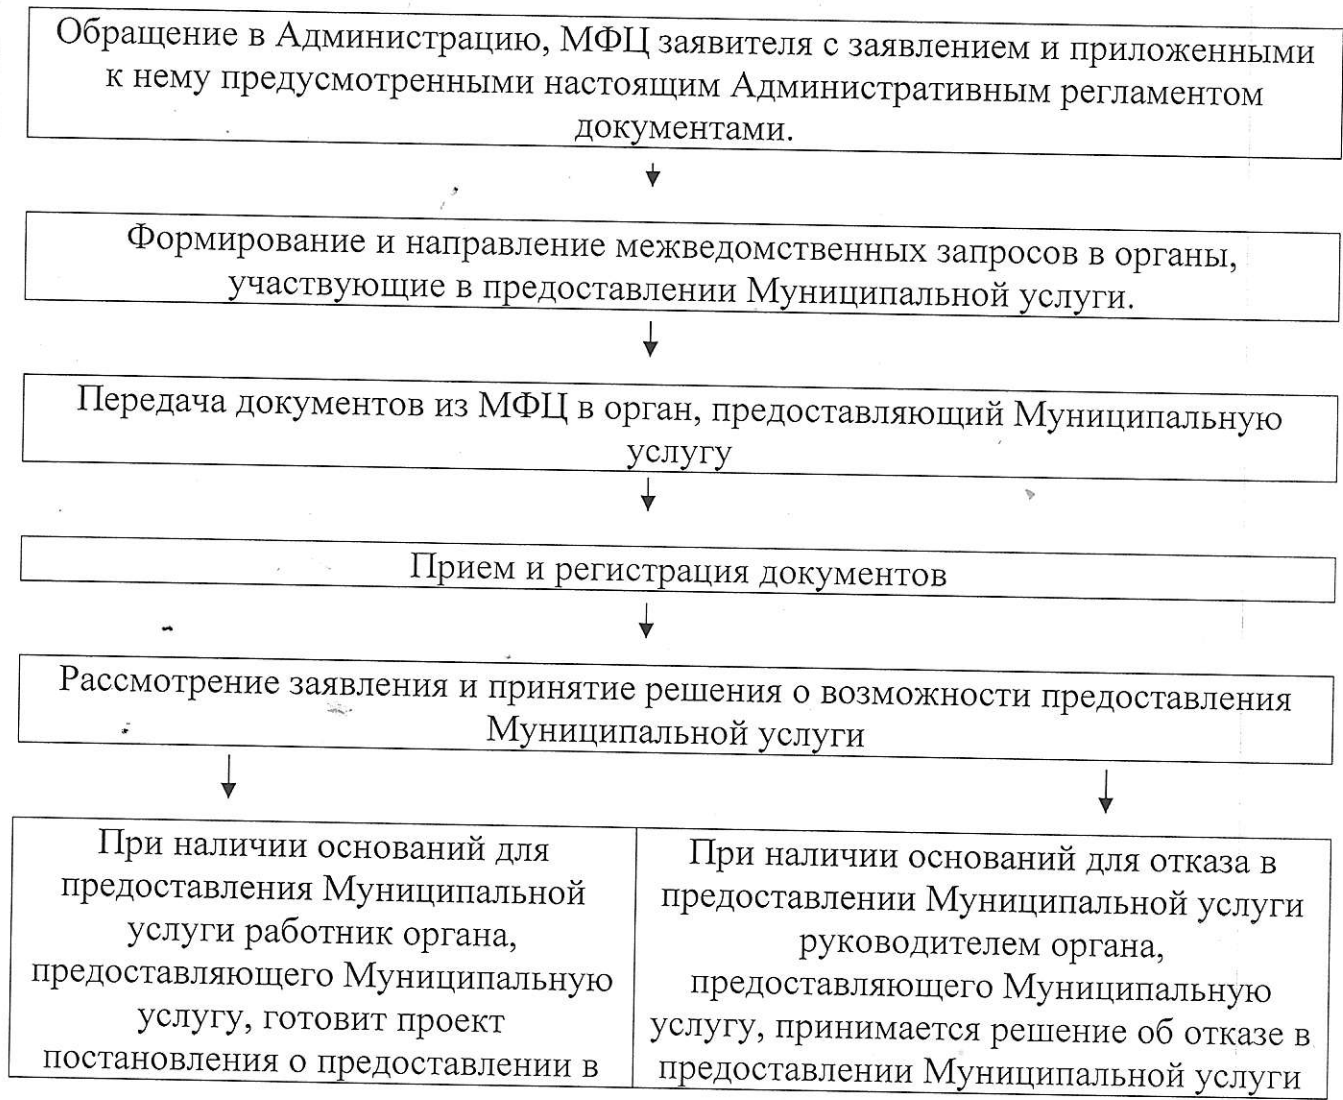 Обращение в Администрацию, МФЦ заявителя с заявлением и приложенными
к нему предусмотренными настоящим Административным регламентом
документами.
Формирование и направление межведомственных запросов в органы,
участвующие в предоставлении Муниципальной услуги.
Передача документов из МФЦ в орган, предоставляющий Муниципальную
услугу
Прием и регистрация документов
Рассмотрение заявления и принятие решения о возможности предоставления
Муниципальной услуги
При наличии оснований для
предоставления Муниципальной
услуги работник органа,
предоставляющего Муниципальную
услугу, готовит проект
постановления о предоставлении в
При наличии оснований для отказа в
предоставлении Муниципальной услуги
руководителем органа,
предоставляющего Муниципальную
услугу, принимается решение об отказе в
предоставлении Муниципальной услуги